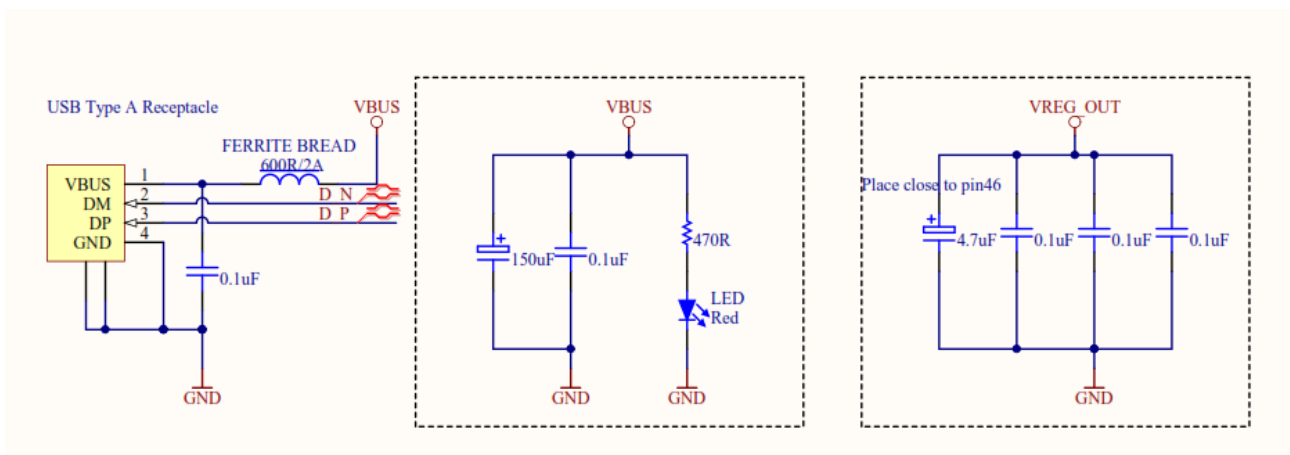 USB Type A Receptacle
VBUS
FERRITE BREAD
600R/2A
VBUS 1
DM 2
DP 3
GND 4
D_N
D_P
0.1uF
GND
VBUS
150uF
0.1uF
470R
LED
Red
GND
GND
VREG_OUT
Place close to pin46
4.7uF
0.1uF
0.1uF
0.1uF
GND